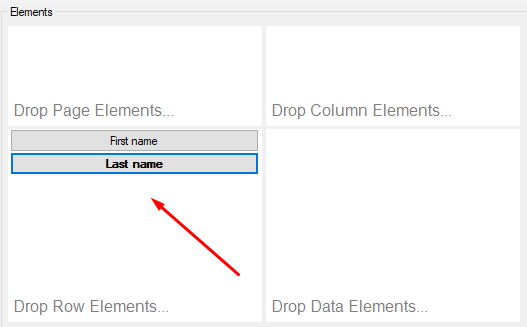 Elements
Drop Page Elements...
Drop Column Elements...
First name
Last name
Drop Row Elements...
Drop Data Elements...